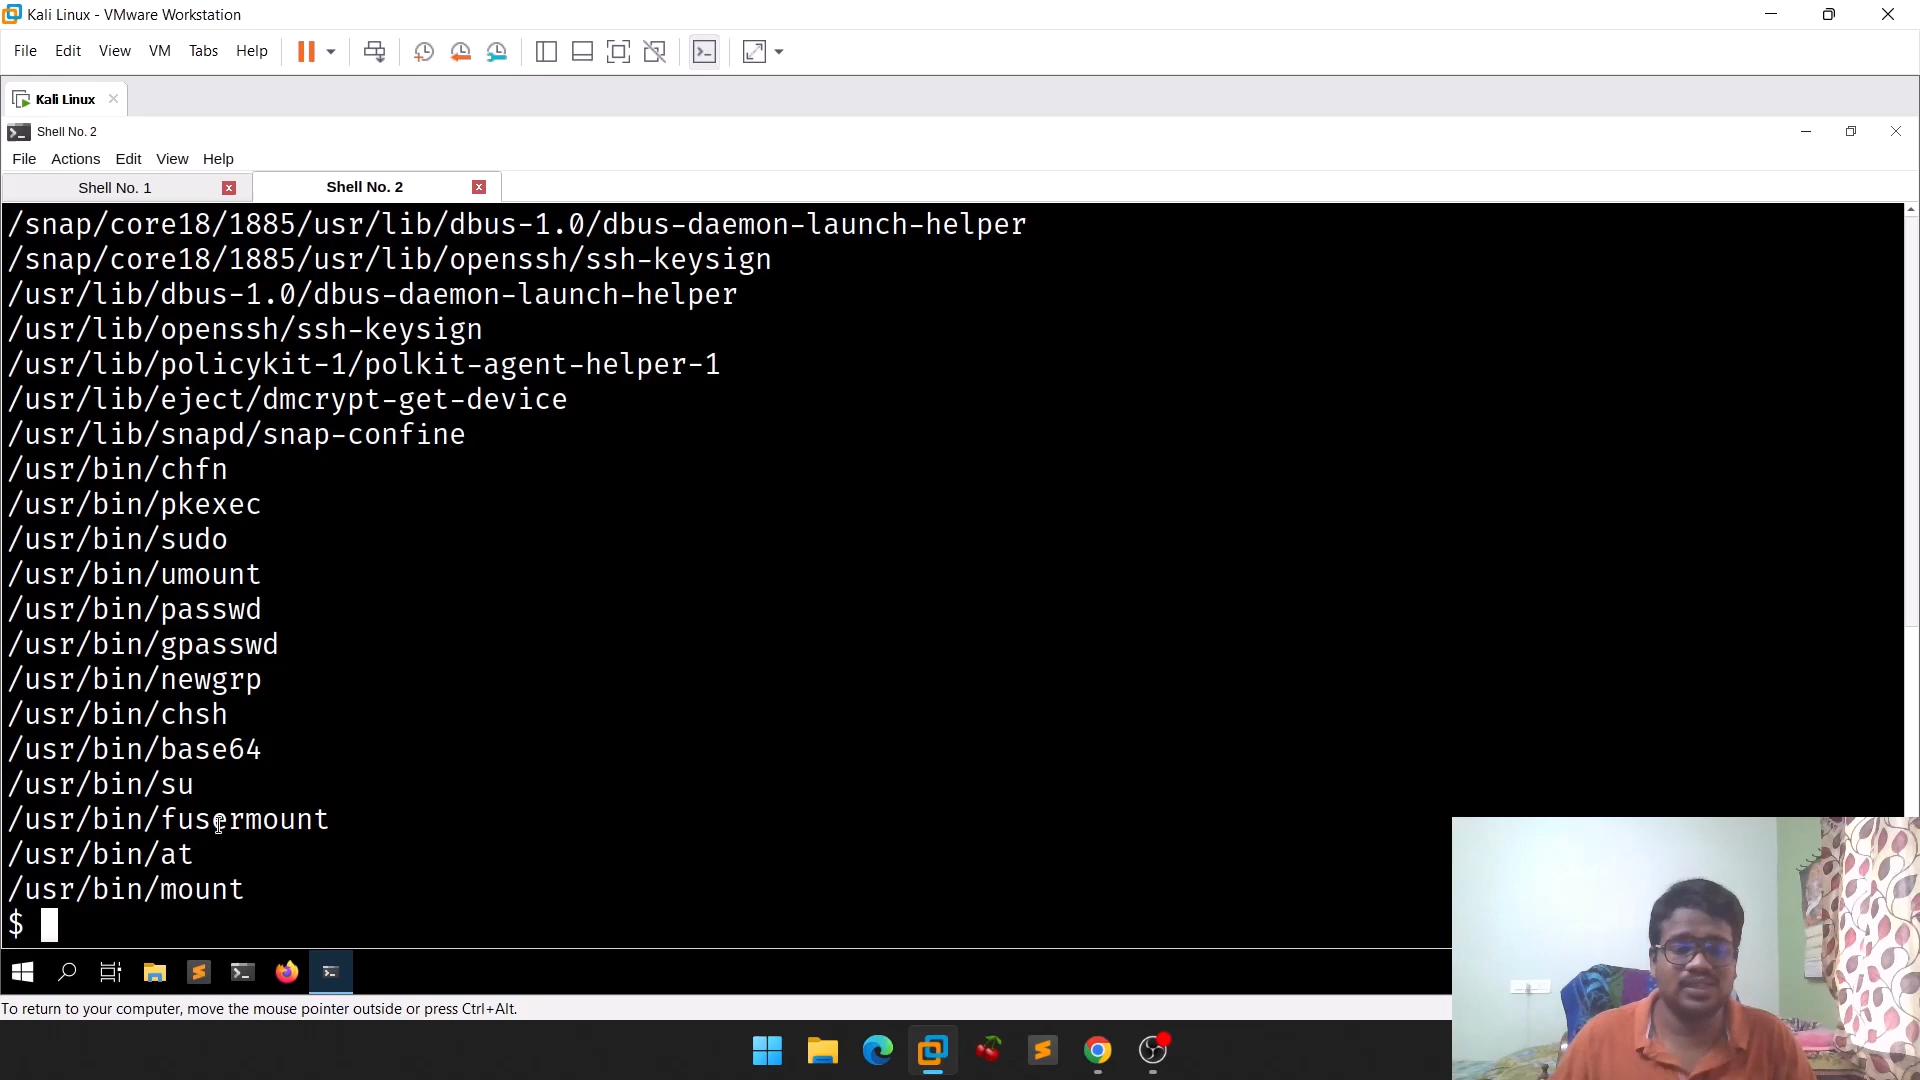 Kali Linux - VMware Workstation
File Edit View VM Tabs Help
Kali Linux
Shell No. 2
File Actions Edit View Help
Shell No. 1 Shell No. 2
/snap/core18/1885/usr/lib/dbus-1.0/dbus-daemon-launch-helper
/snap/core18/1885/usr/lib/openssh/ssh-keysign
/usr/lib/dbus-1.0/dbus-daemon-launch-helper
/usr/lib/openssh/ssh-keysign
/usr/lib/policykit-1/polkit-agent-helper-1
/usr/lib/eject/dmcrypt-get-device
/usr/lib/snapd/snap-confine
/usr/bin/chfn
/usr/bin/pkexec
/usr/bin/sudo
/usr/bin/umount
/usr/bin/passwd
/usr/bin/gpasswd
/usr/bin/newgrp
/usr/bin/chsh
/usr/bin/base64
/usr/bin/su
/usr/bin/fusermount
/usr/bin/at
/usr/bin/mount
$
To return to your computer, move the mouse pointer outside or press Ctrl+Alt.